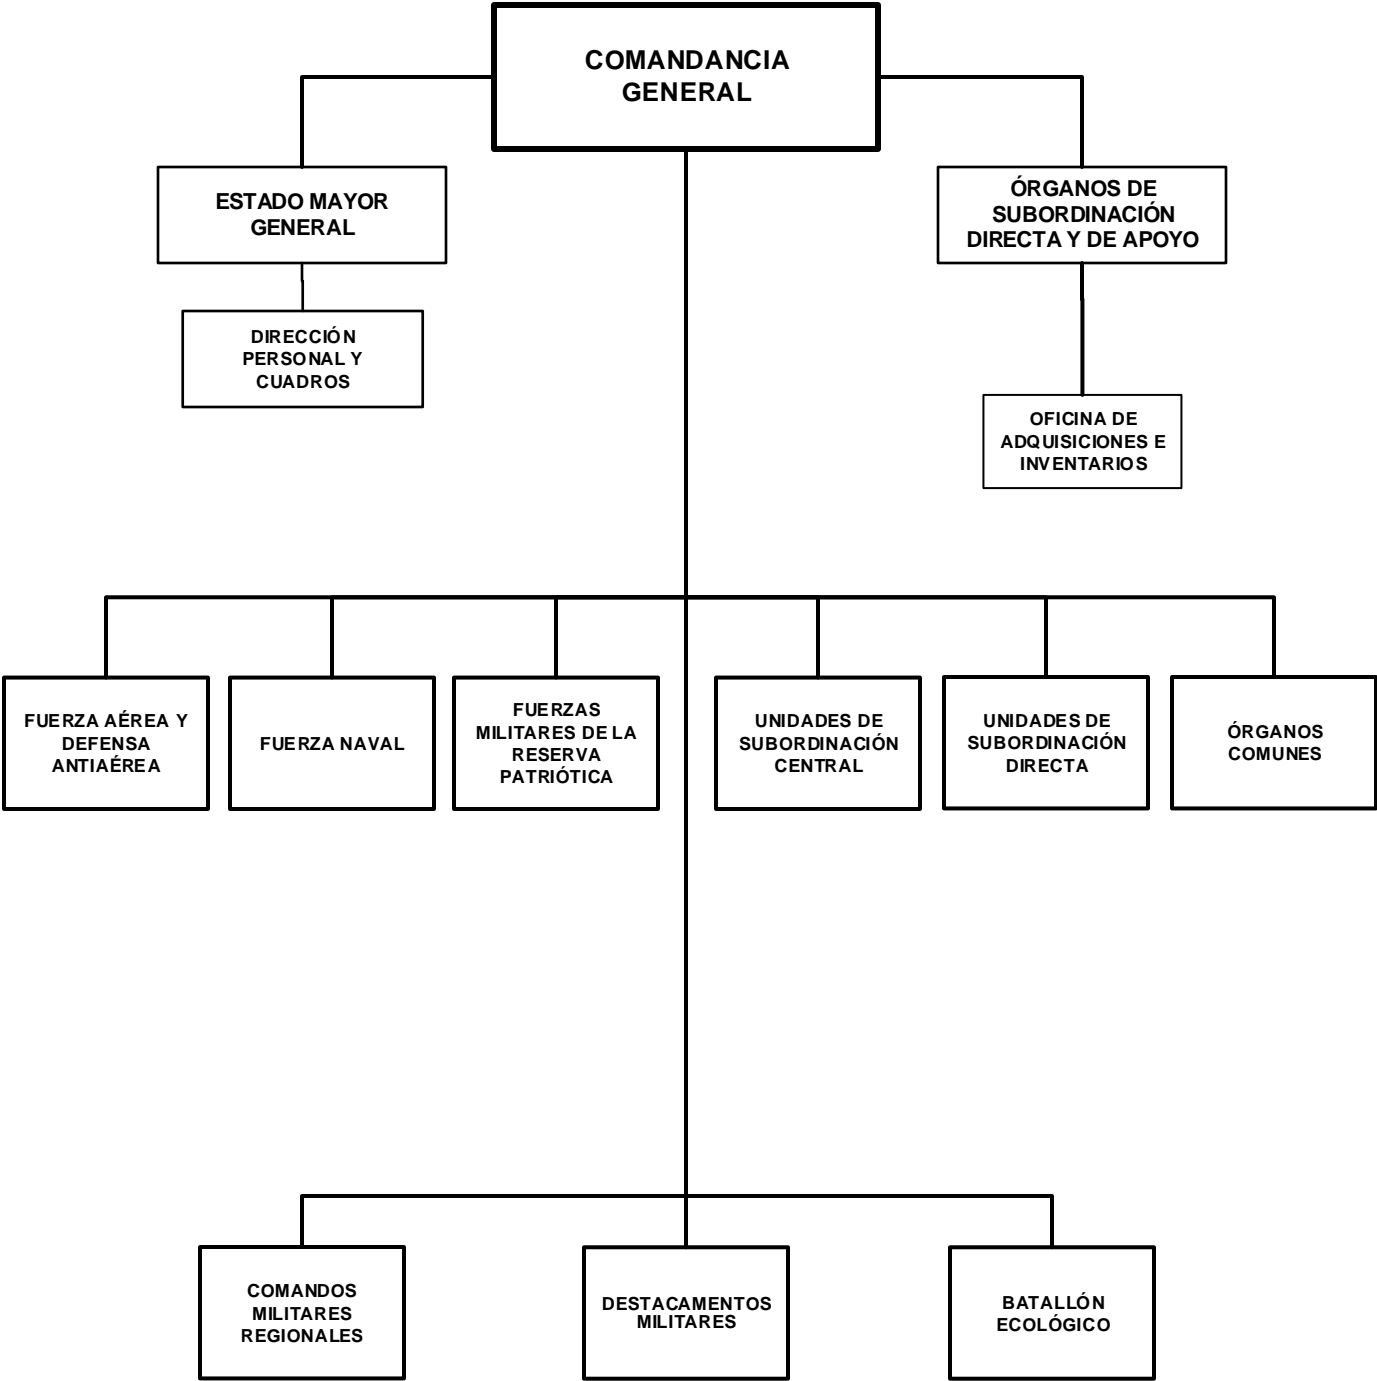 COMANDANCIA
GENERAL
ESTADO MAYOR
GENERAL
ÓRGANOS DE
SUBORDINACIÓN
DIRECTA Y DE APOYO
DIRECCIÓN
PERSONAL Y
CUADROS
OFICINA DE
ADQUISICIONES E
INVENTARIOS
FUERZA AÉREA Y
DEFENSA
ANTIAÉREA
FUERZA NAVAL
FUERZAS
MILITARES DE LA
RESERVA
PATRIÓTICA
UNIDADES DE
SUBORDINACIÓN
CENTRAL
UNIDADES DE
SUBORDINACIÓN
DIRECTA
ÓRGANOS
COMUNES
COMANDOS
MILITARES
REGIONALES
DESTACAMENTOS
MILITARES
BATALLÓN
ECOLÓGICO